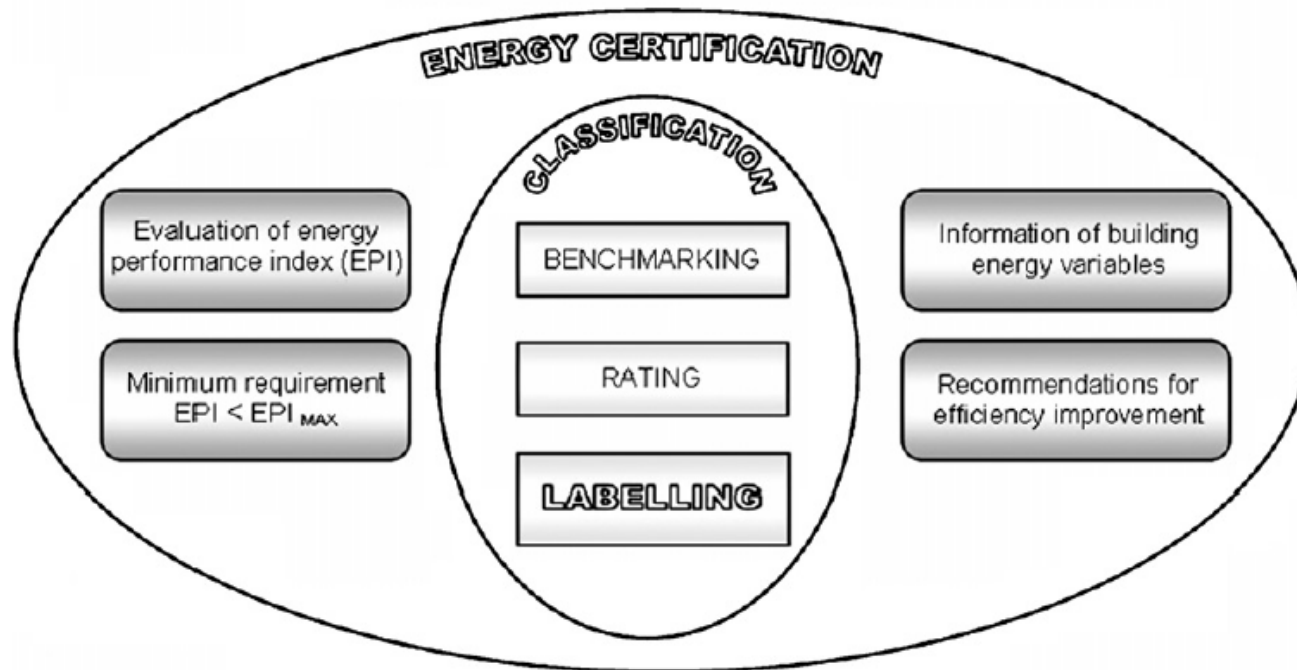 ENERGY CERTIFICATION
CLASSIFICATION
Evaluation of energy
performance index (EPI)
Minimum requirement
EPI < EPI MAX
BENCHMARKING
RATING
LABELLING
Information of building
energy variables
Recommendations for
efficiency improvement